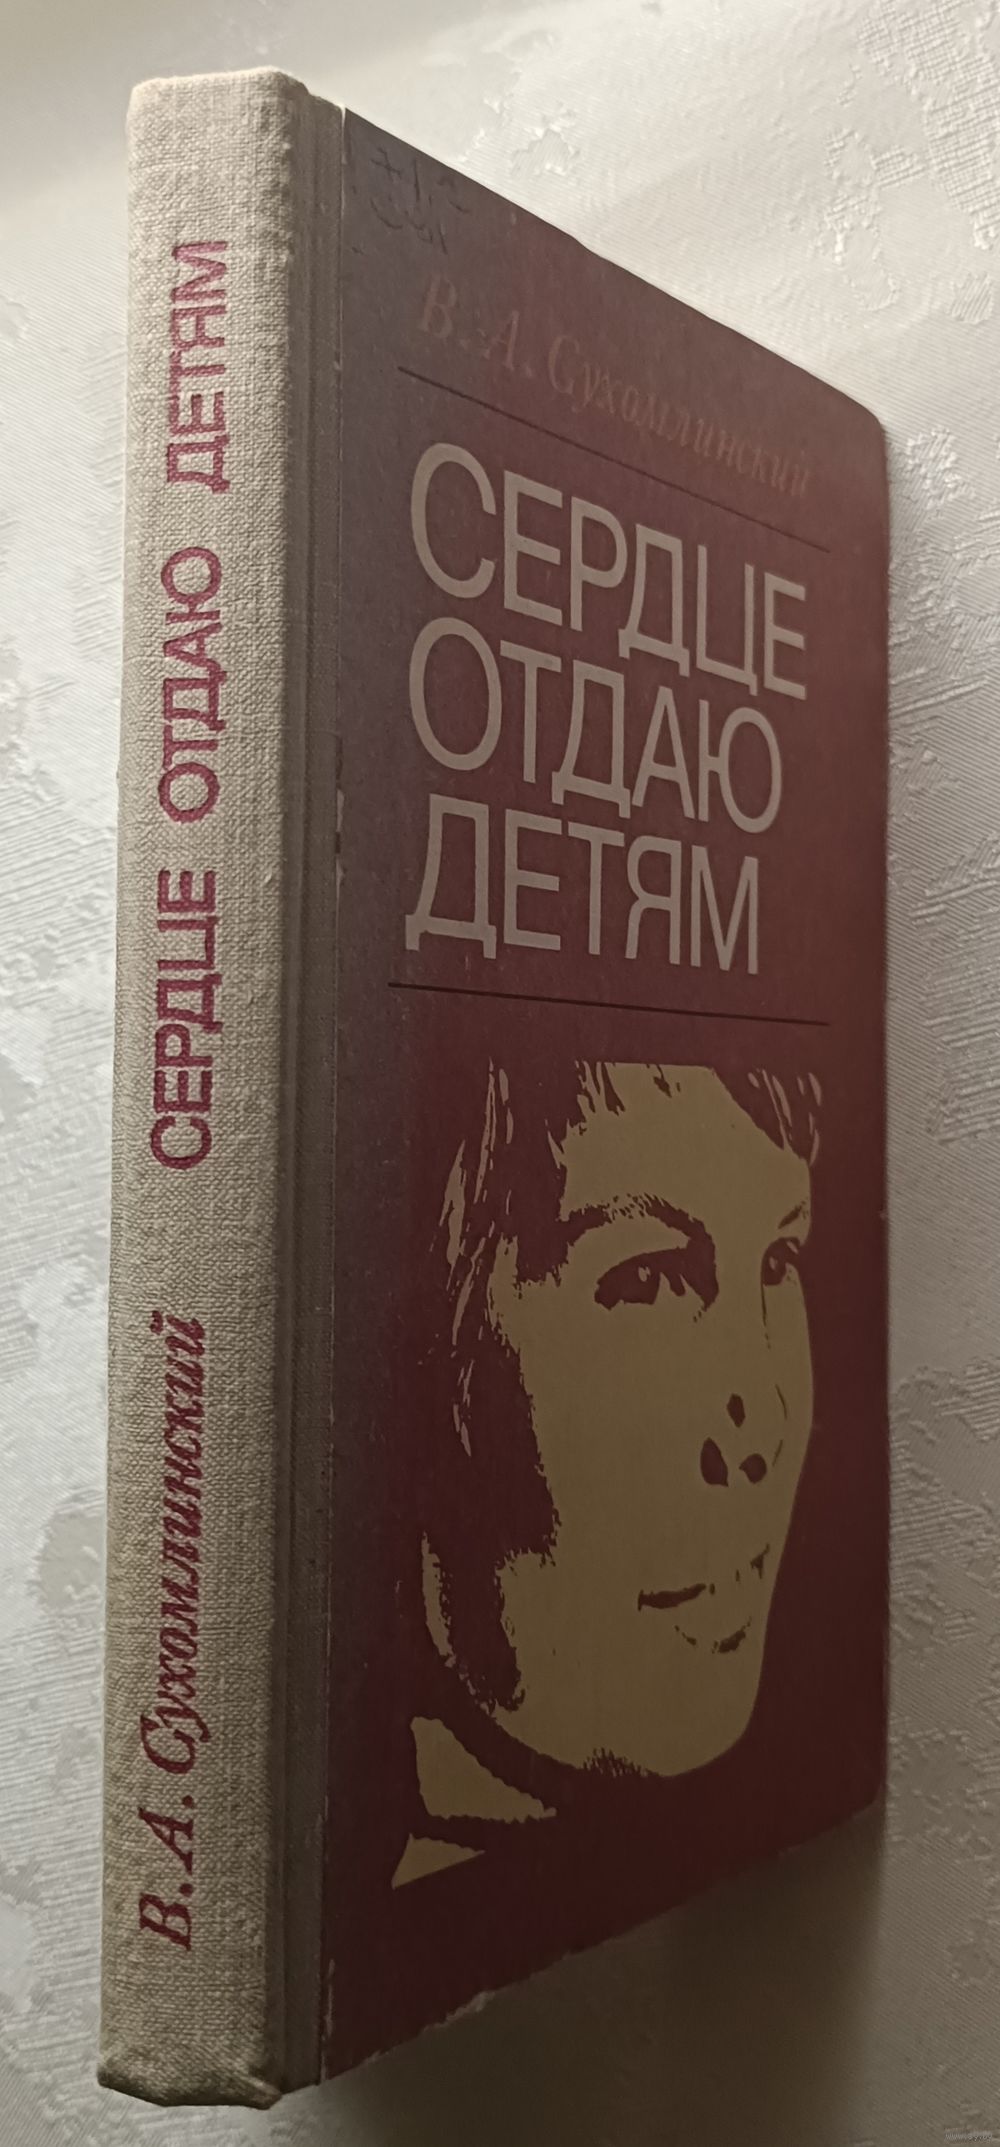 В. А. Сухомлинский СЕРДЦЕ ОТДАЮ ДЕТЯМ
В. А. Сухомлинский
СЕРДЦЕ
ОТДАЮ
ДЕТЯМ